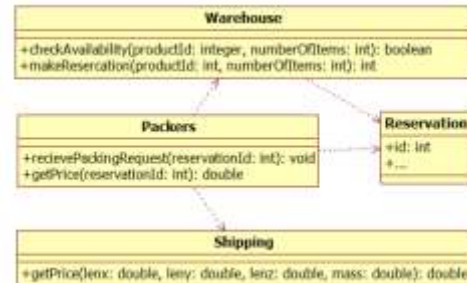 Warehouse
+checkAvailability(productId: integer, numberOfItems: int): boolean
+makeResercation(productId: int, numberOfItems: int): int
Packers
+recievePackingRequest(reservationId: int): void
+getPrice(reservationId: int): double
Reservation
+id: int
+...
Shipping
+getPrice(lenx: double, leny: double, lenz: double, mass: double): double